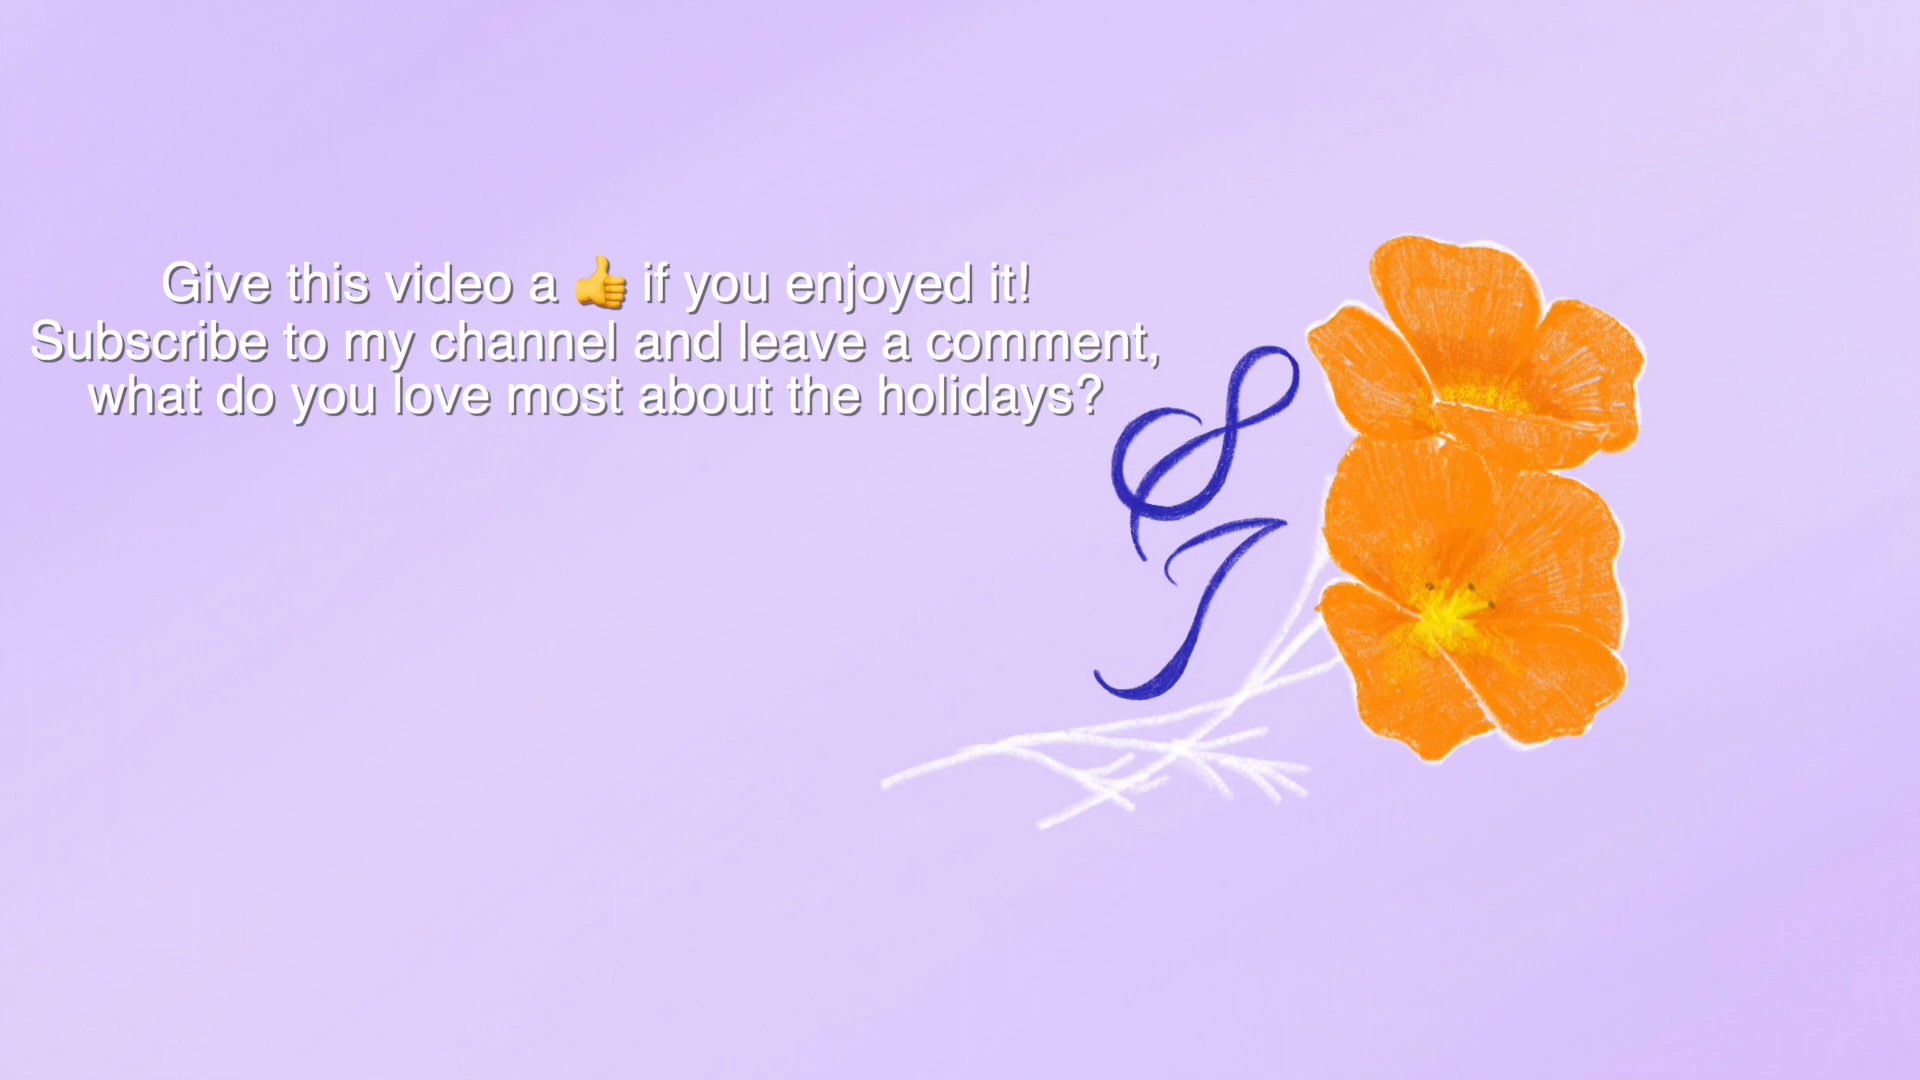 Give this video a 👍 if you enjoyed it!
Subscribe to my channel and leave a comment,
what do you love most about the holidays?
S
J